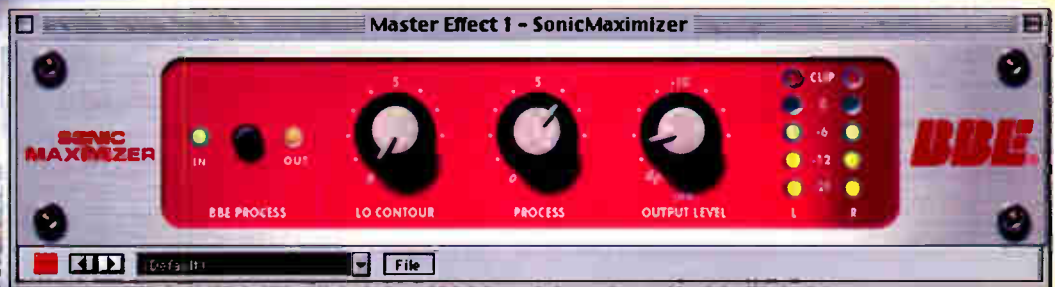 Master Effect 1 - SonicMaximizer
SONIC
MAXIMIZER
IN
OUT
BBE PROCESS
5
LO CONTOUR
5
0
PROCESS
OUTPUT LEVEL
CLIP
-6
-12
L
R
BBE
(Default)
File